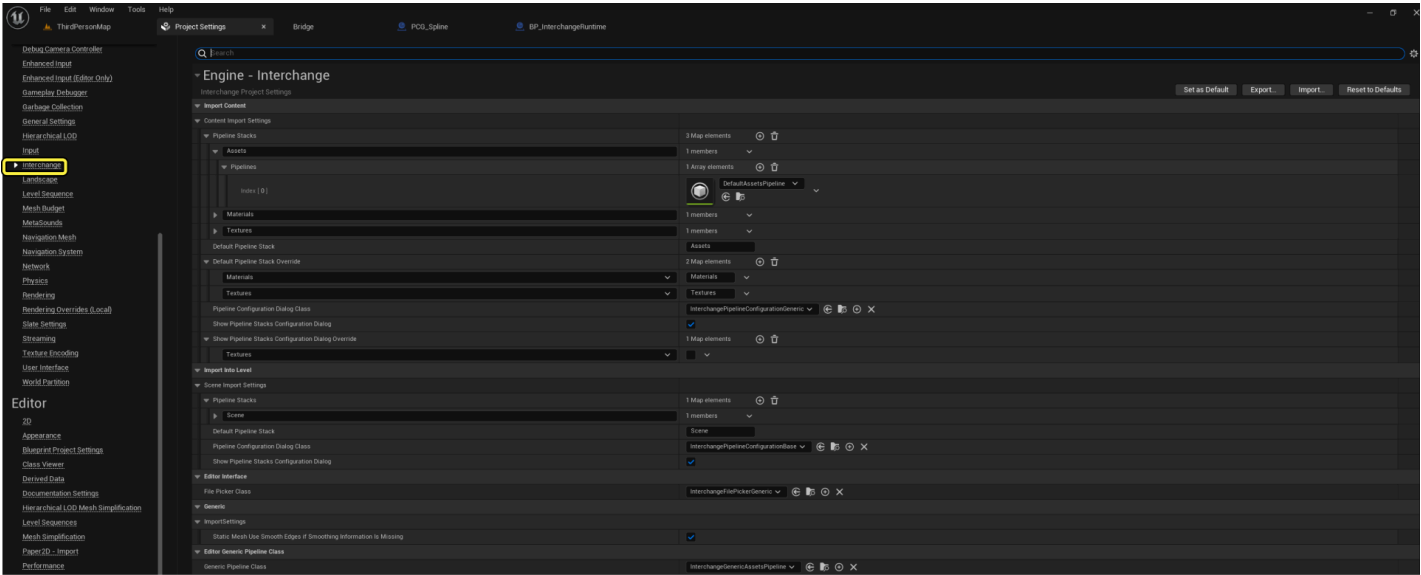 File Edit Window Tools Help
ThirdPersonMap Project Settings Bridge PCG_Spline BP_InterchangeRuntime
Debug Camera Controller
Enhanced Input
Enhanced Input (Editor Only)
Gameplay Debugger
Garbage Collection
General Settings
Hierarchical LOD
Input
Interchange
Landscape
Level Sequence
Mesh Budget
MetaSounds
Navigation Mesh
Navigation System
Network
Physics
Rendering
Rendering Overrides (Local)
Slate Settings
Streaming
Texture Encoding
User Interface
World Partition
Editor
2D
Appearance
Blueprint Project Settings
Class Viewer
Derived Data
Documentation Settings
Hierarchical LOD Mesh Simplification
Level Sequences
Mesh Simplification
Paper2D - Import
Performance
Search
Engine - Interchange
Interchange Project Settings
Set as Default Export... Import... Reset to Defaults
Import Content
Content Import Settings
Pipeline Stacks 3 Map elements
Assets 1 members
Pipelines 1 Array elements
Index [ 0 ] DefaultAssetsPipeline
Materials 1 members
Textures 1 members
Default Pipeline Stack Assets
Default Pipeline Stack Override 2 Map elements
Materials Materials
Textures Textures
Pipeline Configuration Dialog Class InterchangePipelineConfigurationGeneric
Show Pipeline Stacks Configuration Dialog
Show Pipeline Stacks Configuration Dialog Override 1 Map elements
Textures
Import Into Level
Scene Import Settings
Pipeline Stacks 1 Map elements
Scene 1 members
Default Pipeline Stack Scene
Pipeline Configuration Dialog Class InterchangePipelineConfigurationBase
Show Pipeline Stacks Configuration Dialog
Editor Interface
File Picker Class InterchangeFilePickerGeneric
Generic
ImportSettings
Static Mesh Use Smooth Edges if Smoothing Information Is Missing
Editor Generic Pipeline Class
Generic Pipeline Class InterchangeGenericAssetsPipeline